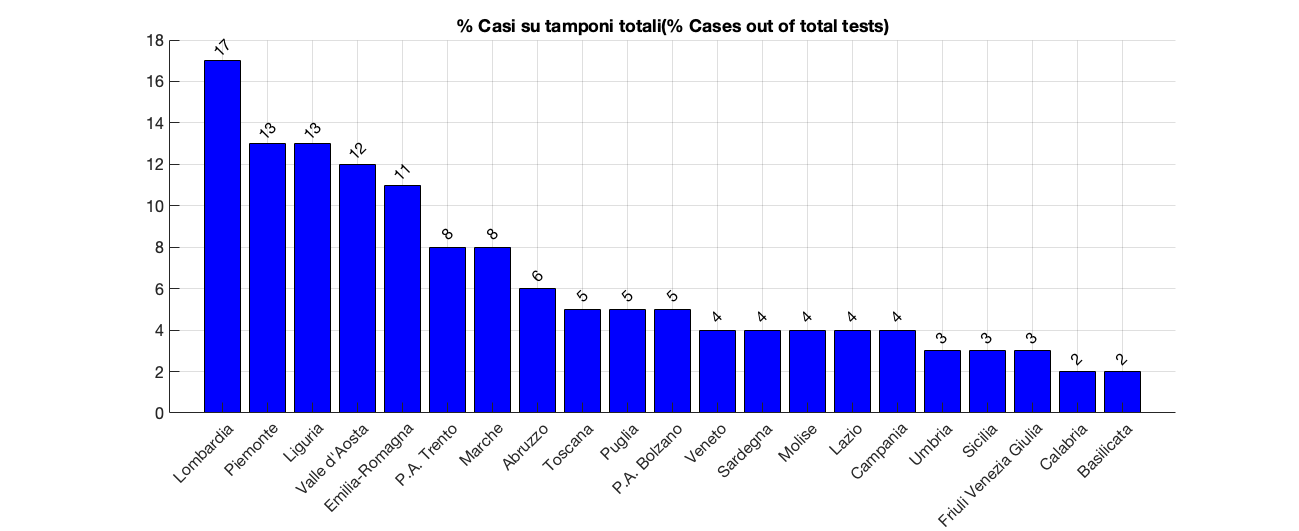 % Casi su tamponi totali(% Cases out of total tests)
18
16
14
12
10
8
6
4
2
0
17
13
13
12
11
8
8
6
5
5
5
4
4
4
4
4
3
3
3
2
2
Lombardia
Piemonte
Liguria
Valle d'Aosta
Emilia-Romagna
P.A. Trento
Marche
Abruzzo
Toscana
Puglia
P.A. Bolzano
Veneto
Sardegna
Molise
Lazio
Campania
Umbria
Sicilia
Friuli Venezia Giulia
Calabria
Basilicata